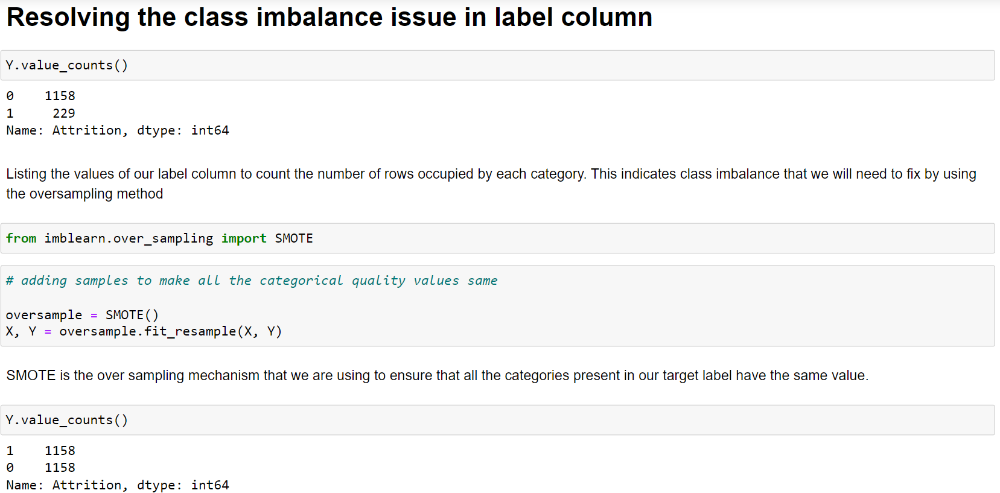 Resolving the class imbalance issue in label column
Y.value_counts()
0    1158
1     229
Name: Attrition, dtype: int64
Listing the values of our label column to count the number of rows occupied by each category. This indicates class imbalance that we will need to fix by using
the oversampling method
from imblearn.over_sampling import SMOTE
# adding samples to make all the categorical quality values same
oversample = SMOTE()
X, Y = oversample.fit_resample(X, Y)
SMOTE is the over sampling mechanism that we are using to ensure that all the categories present in our target label have the same value.
Y.value_counts()
1    1158
0    1158
Name: Attrition, dtype: int64